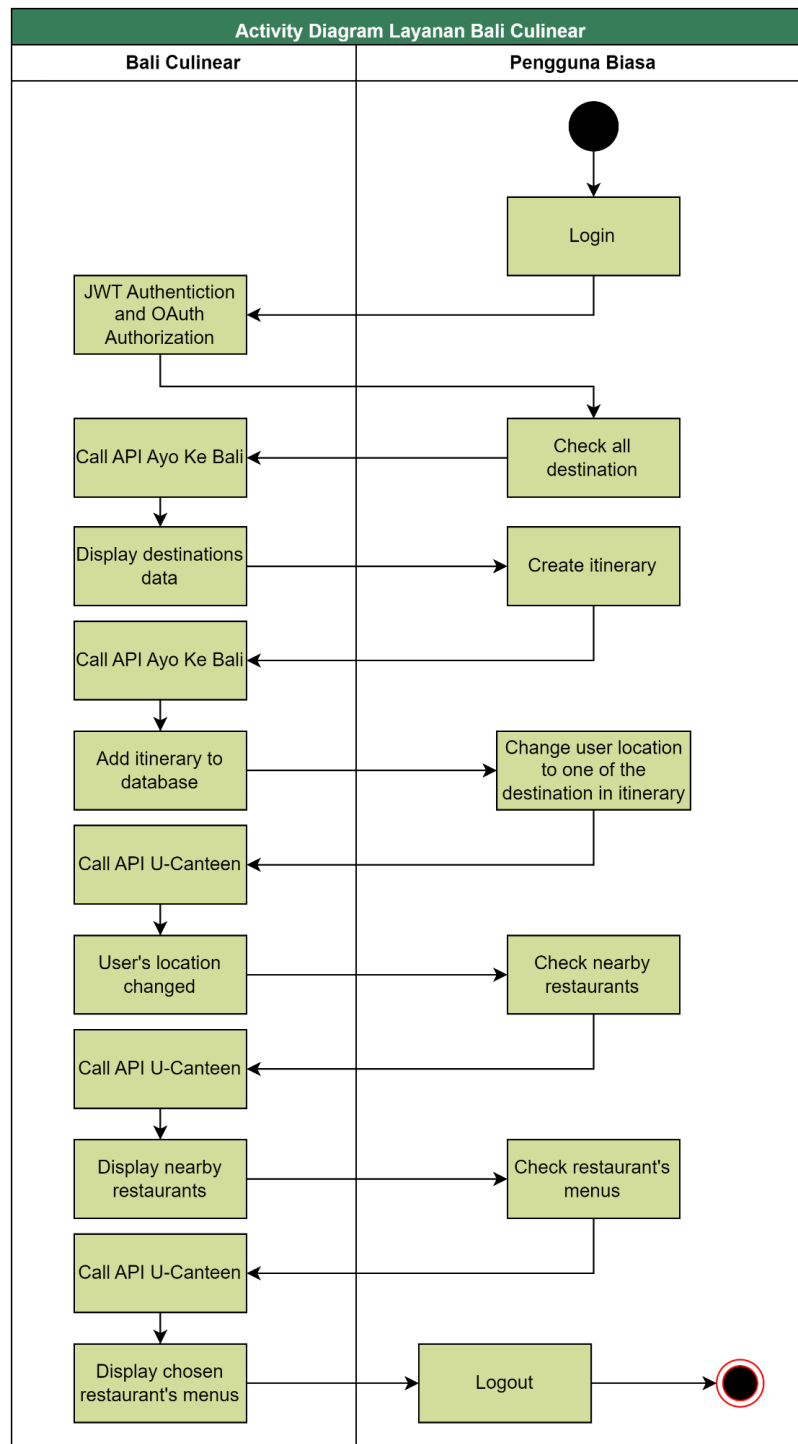 Activity Diagram Layanan Bali Culinear
Bali Culinear
Pengguna Biasa
Login
JWT Authentiction
and OAuth
Authorization
Check all
destination
Call API Ayo Ke Bali
Display destinations
data
Create itinerary
Call API Ayo Ke Bali
Add itinerary to
database
Change user location
to one of the
destination in itinerary
Call API U-Canteen
User's location
changed
Check nearby
restaurants
Call API U-Canteen
Display nearby
restaurants
Check restaurant's
menus
Call API U-Canteen
Display chosen
restaurant's menus
Logout